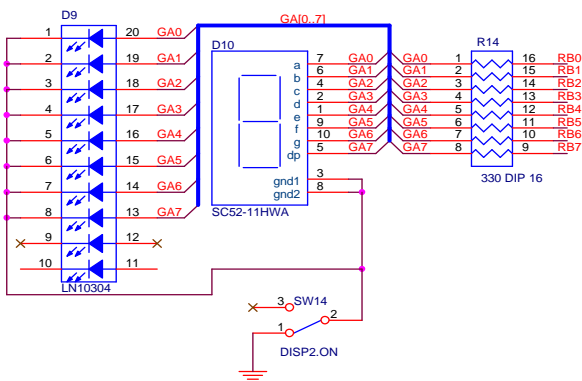 GA[0..7]
D9
R14
D10
1 20 GA0
2 19 GA1
3 18 GA2
4 17 GA3
5 16 GA4
6 15 GA5
7 14 GA6
8 13 GA7
9 12
10 11
LN10304
a 7 GA0
b 6 GA1
c 4 GA2
d 2 GA3
e 1 GA4
f 9 GA5
g 10 GA6
dp 5 GA7
gnd1 3
gnd2 8
SC52-11HWA
GA0 1 16 RB0
GA1 2 15 RB1
GA2 3 14 RB2
GA3 4 13 RB3
GA4 5 12 RB4
GA5 6 11 RB5
GA6 7 10 RB6
GA7 8 9 RB7
330 DIP 16
3 SW14
2
1
DISP2.ON